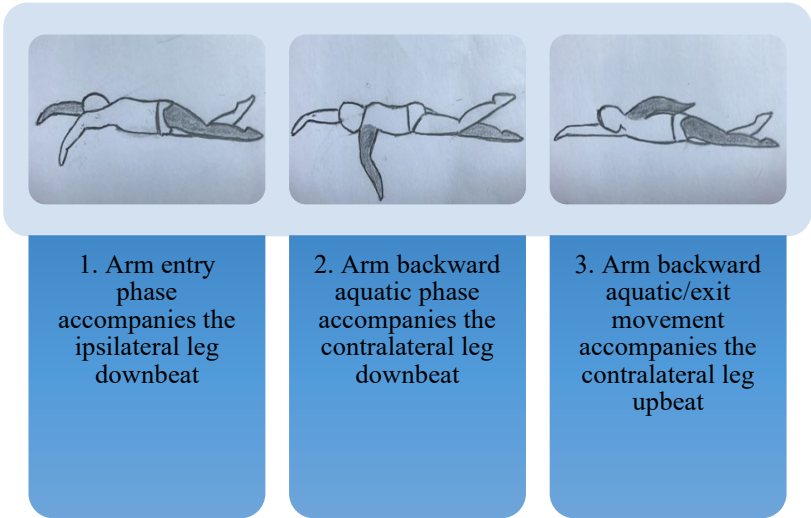 1. Arm entry
phase
accompanies the
ipsilateral leg
downbeat
2. Arm backward
aquatic phase
accompanies the
contralateral leg
downbeat
3. Arm backward
aquatic/exit
movement
accompanies the
contralateral leg
upbeat